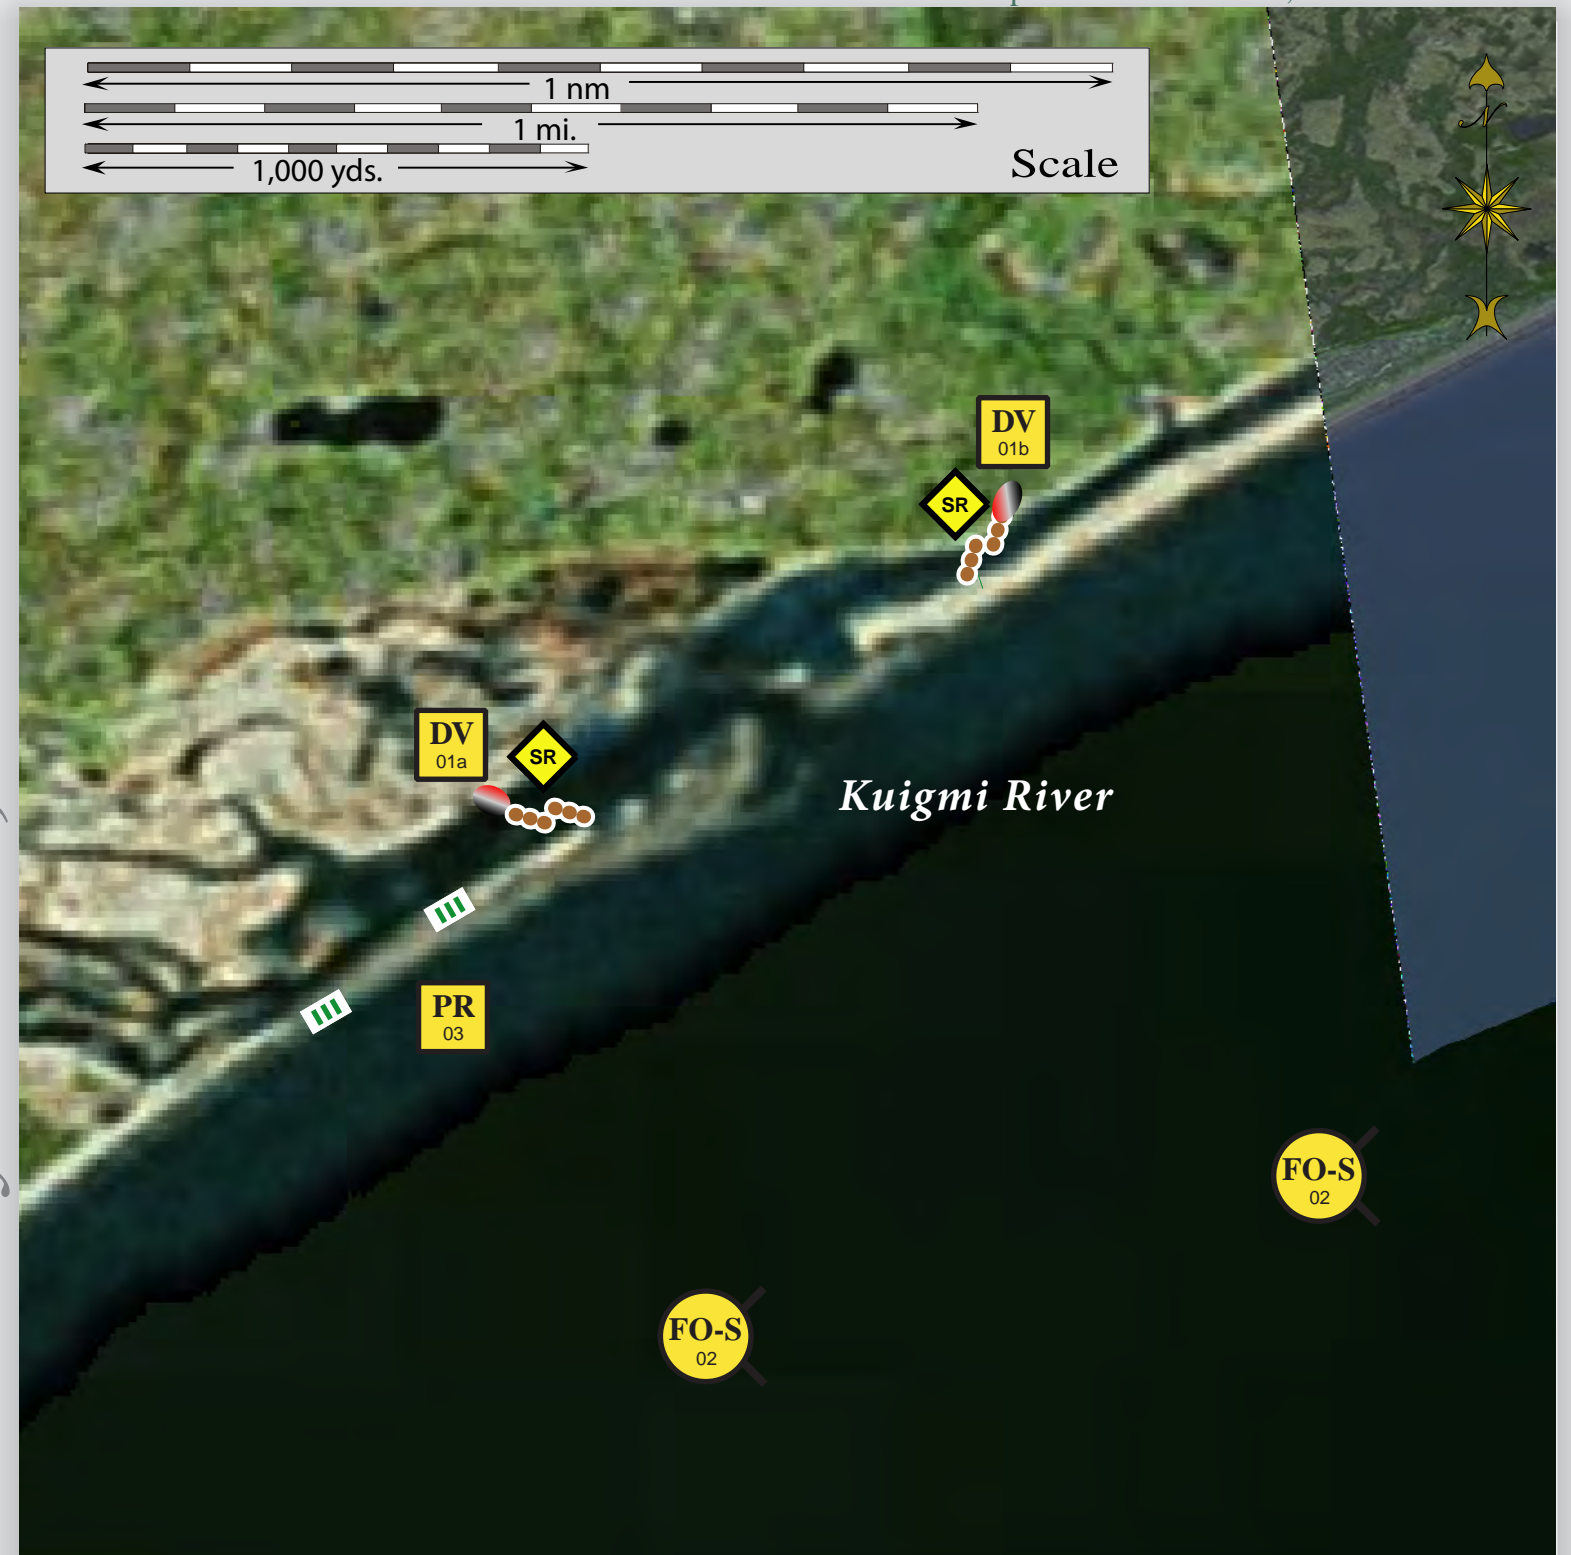 1 nm
1 mi.
1,000 yds.
Scale
N
DV
01b
SR
DV
01a
SR
Kuigmi River
PR
03
FO-S
02
FO-S
02